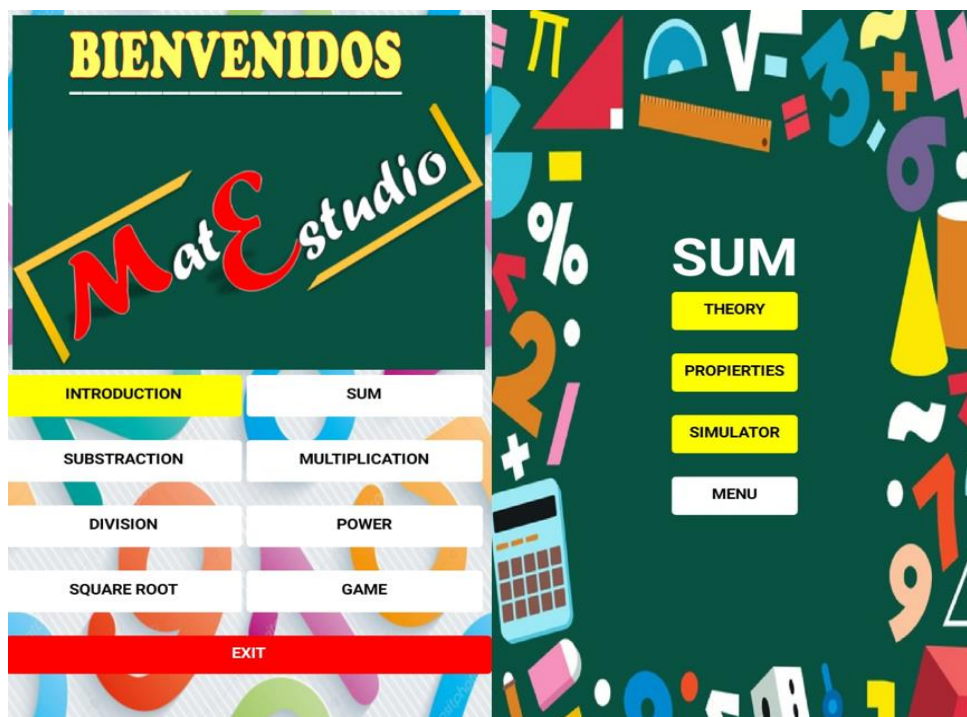 BIENVENIDOS
MatEstudio
INTRODUCTION
SUM
SUBSTRACTION
MULTIPLICATION
DIVISION
POWER
SQUARE ROOT
GAME
EXIT
SUM
THEORY
PROPIERTIES
SIMULATOR
MENU